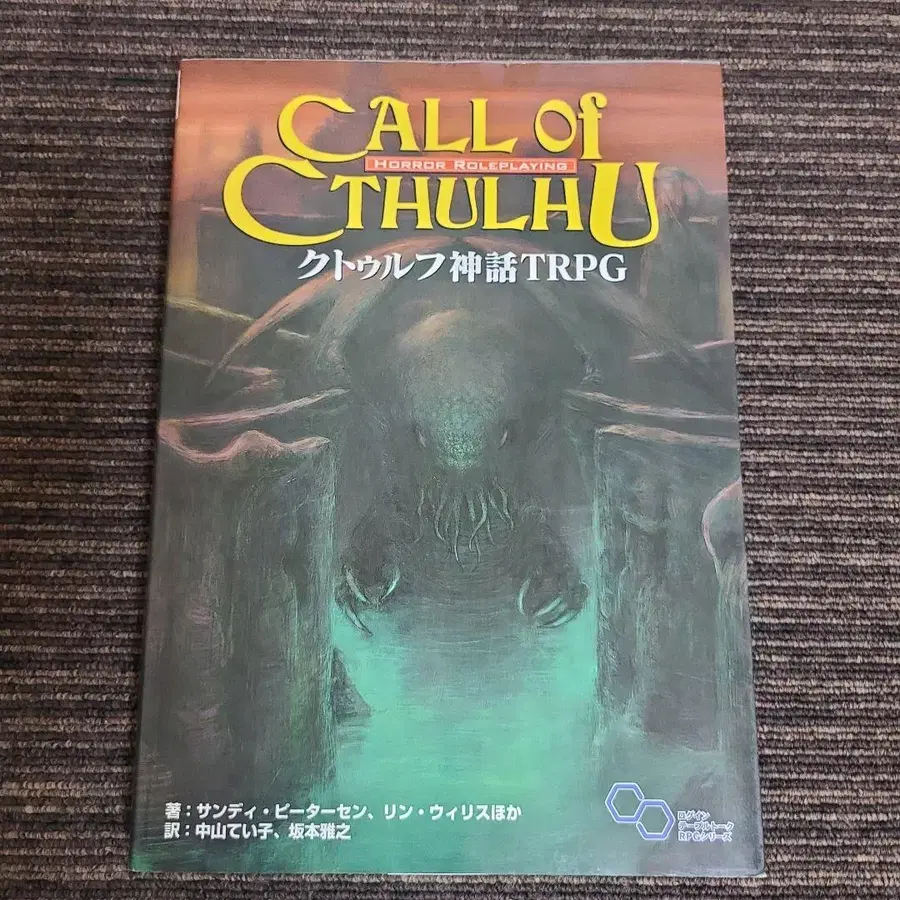 CALL of
HORROR ROLEPLAYING
CTHULHU
クトゥルフ神話TRPG
著：サンディ・ピーターセン、リン・ウィリスほか
訳：中山てい子、坂本雅之
ログイン
テーブルトーク
RPGシリーズ